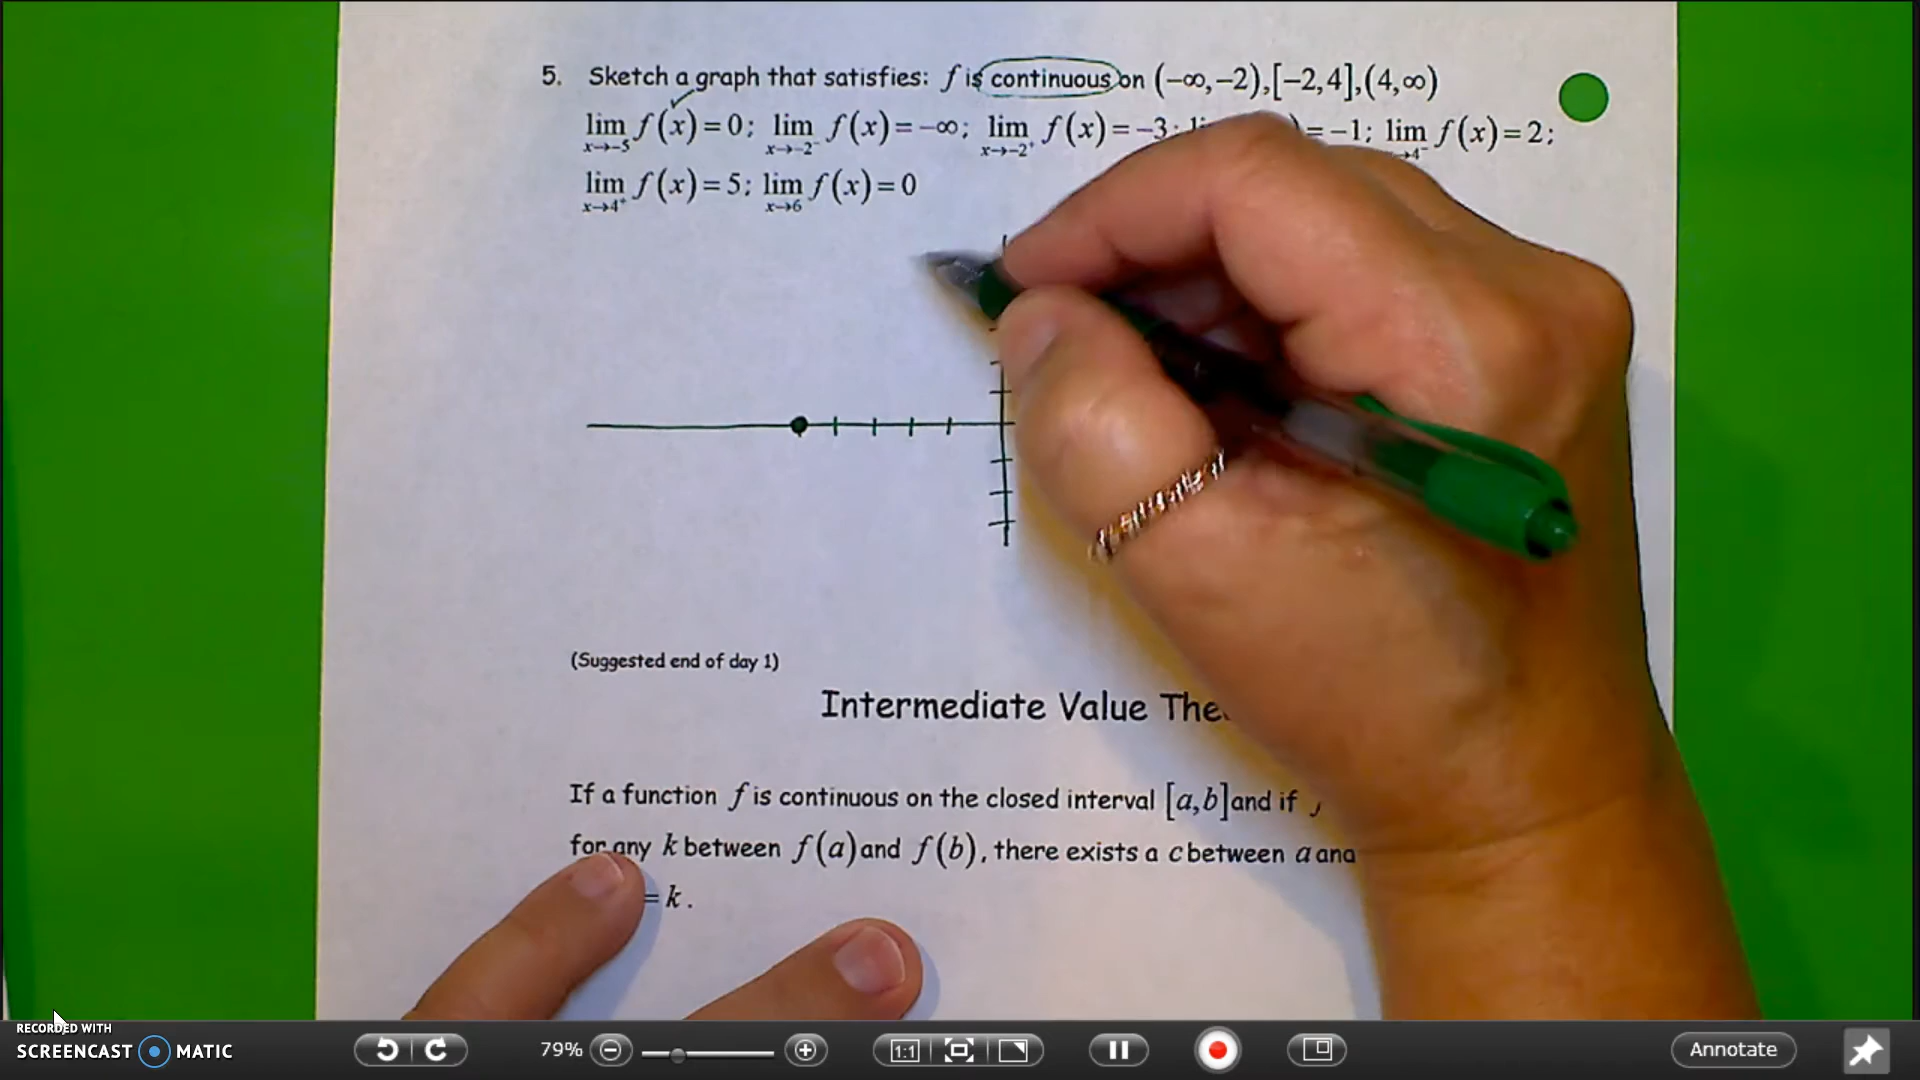 5. Sketch a graph that satisfies: f is continuous on (−∞,−2),[−2,4],(4,∞)
lim x→−5 f(x)=0; lim x→−2⁻ f(x)=−∞; lim x→−2⁺ f(x)=−3; =−1; lim x→4⁻ f(x)=2;
lim x→4⁺ f(x)=5; lim x→6 f(x)=0
(Suggested end of day 1)
Intermediate Value
If a function f is continuous on the closed interval [a,b] and if
for any k between f(a) and f(b), there exists a c between a and
=k.
RECORDED WITH
SCREENCAST MATIC
79%
1:1
Annotate